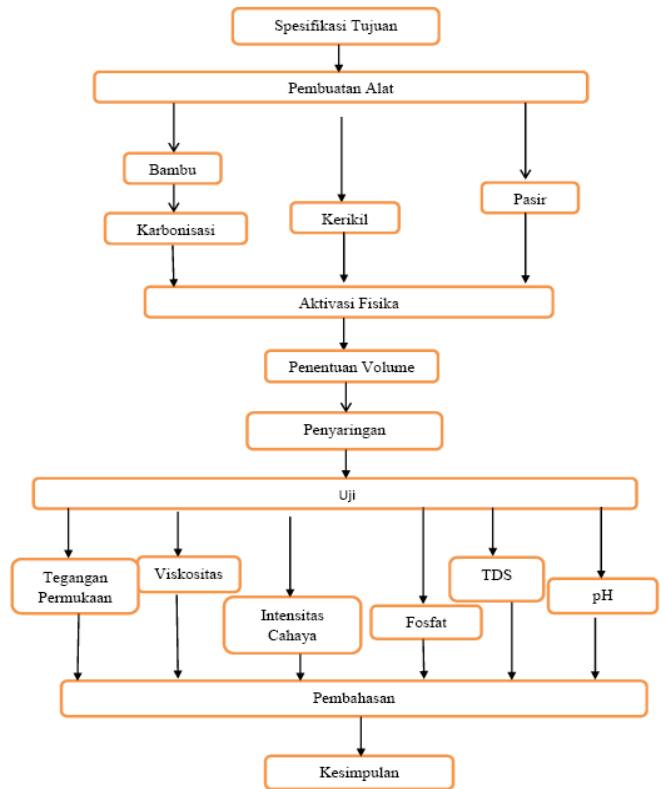 Spesifikasi Tujuan
Pembuatan Alat
Bambu
Kerikil
Pasir
Karbonisasi
Aktivasi Fisika
Penentuan Volume
Penyaringan
Uji
Tegangan
Permukaan
Viskositas
Intensitas
Cahaya
Fosfat
TDS
pH
Pembahasan
Kesimpulan